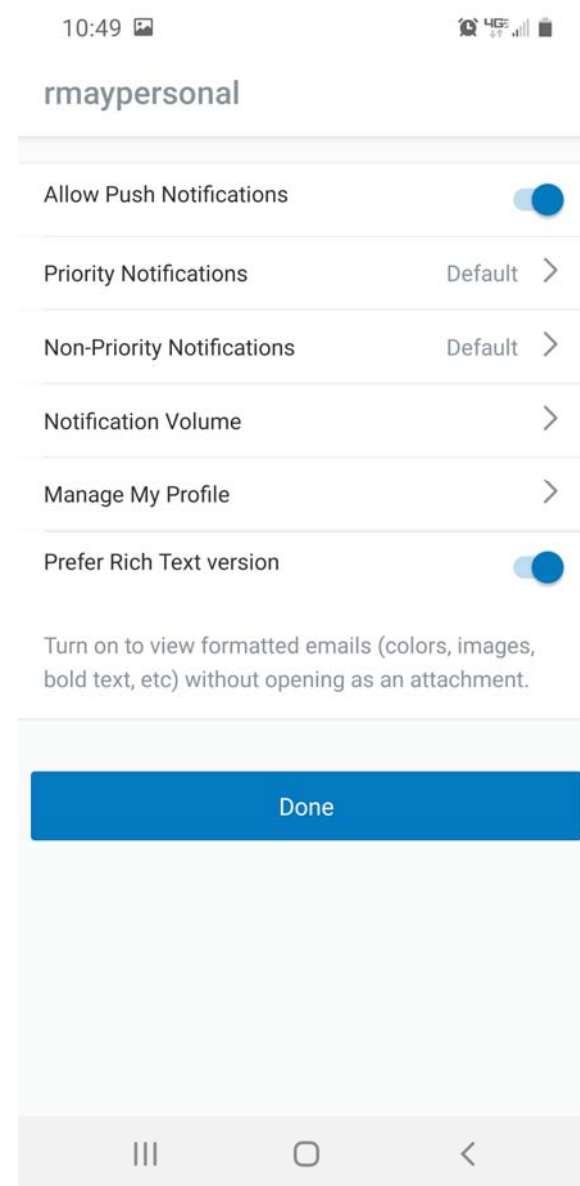 10:49
4GE
rmaypersonal
Allow Push Notifications
Priority Notifications Default
Non-Priority Notifications Default
Notification Volume
Manage My Profile
Prefer Rich Text version
Turn on to view formatted emails (colors, images,
bold text, etc) without opening as an attachment.
Done